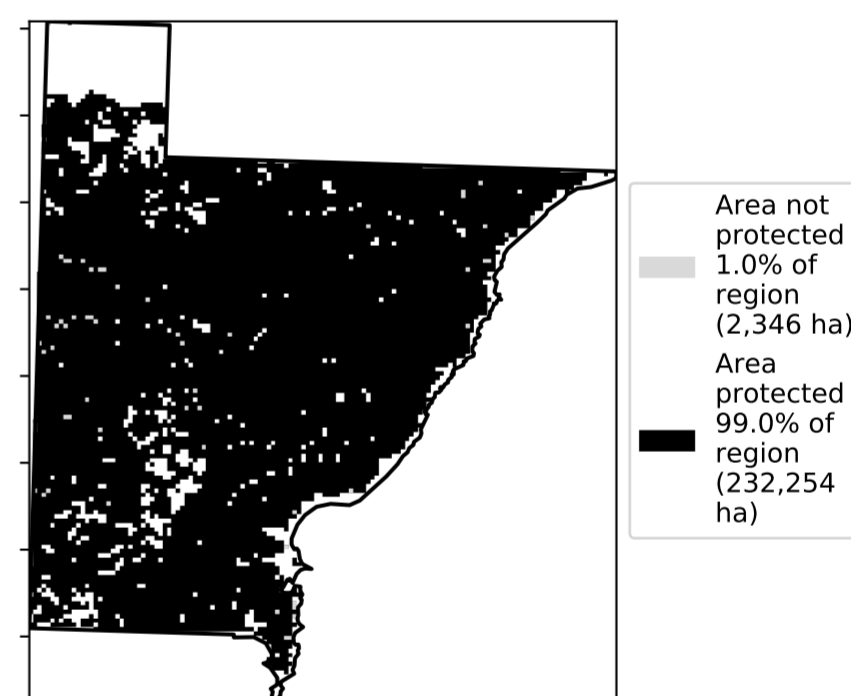 Area not
protected
1.0% of
region
(2,346 ha)
Area
protected
99.0% of
region
(232,254
ha)